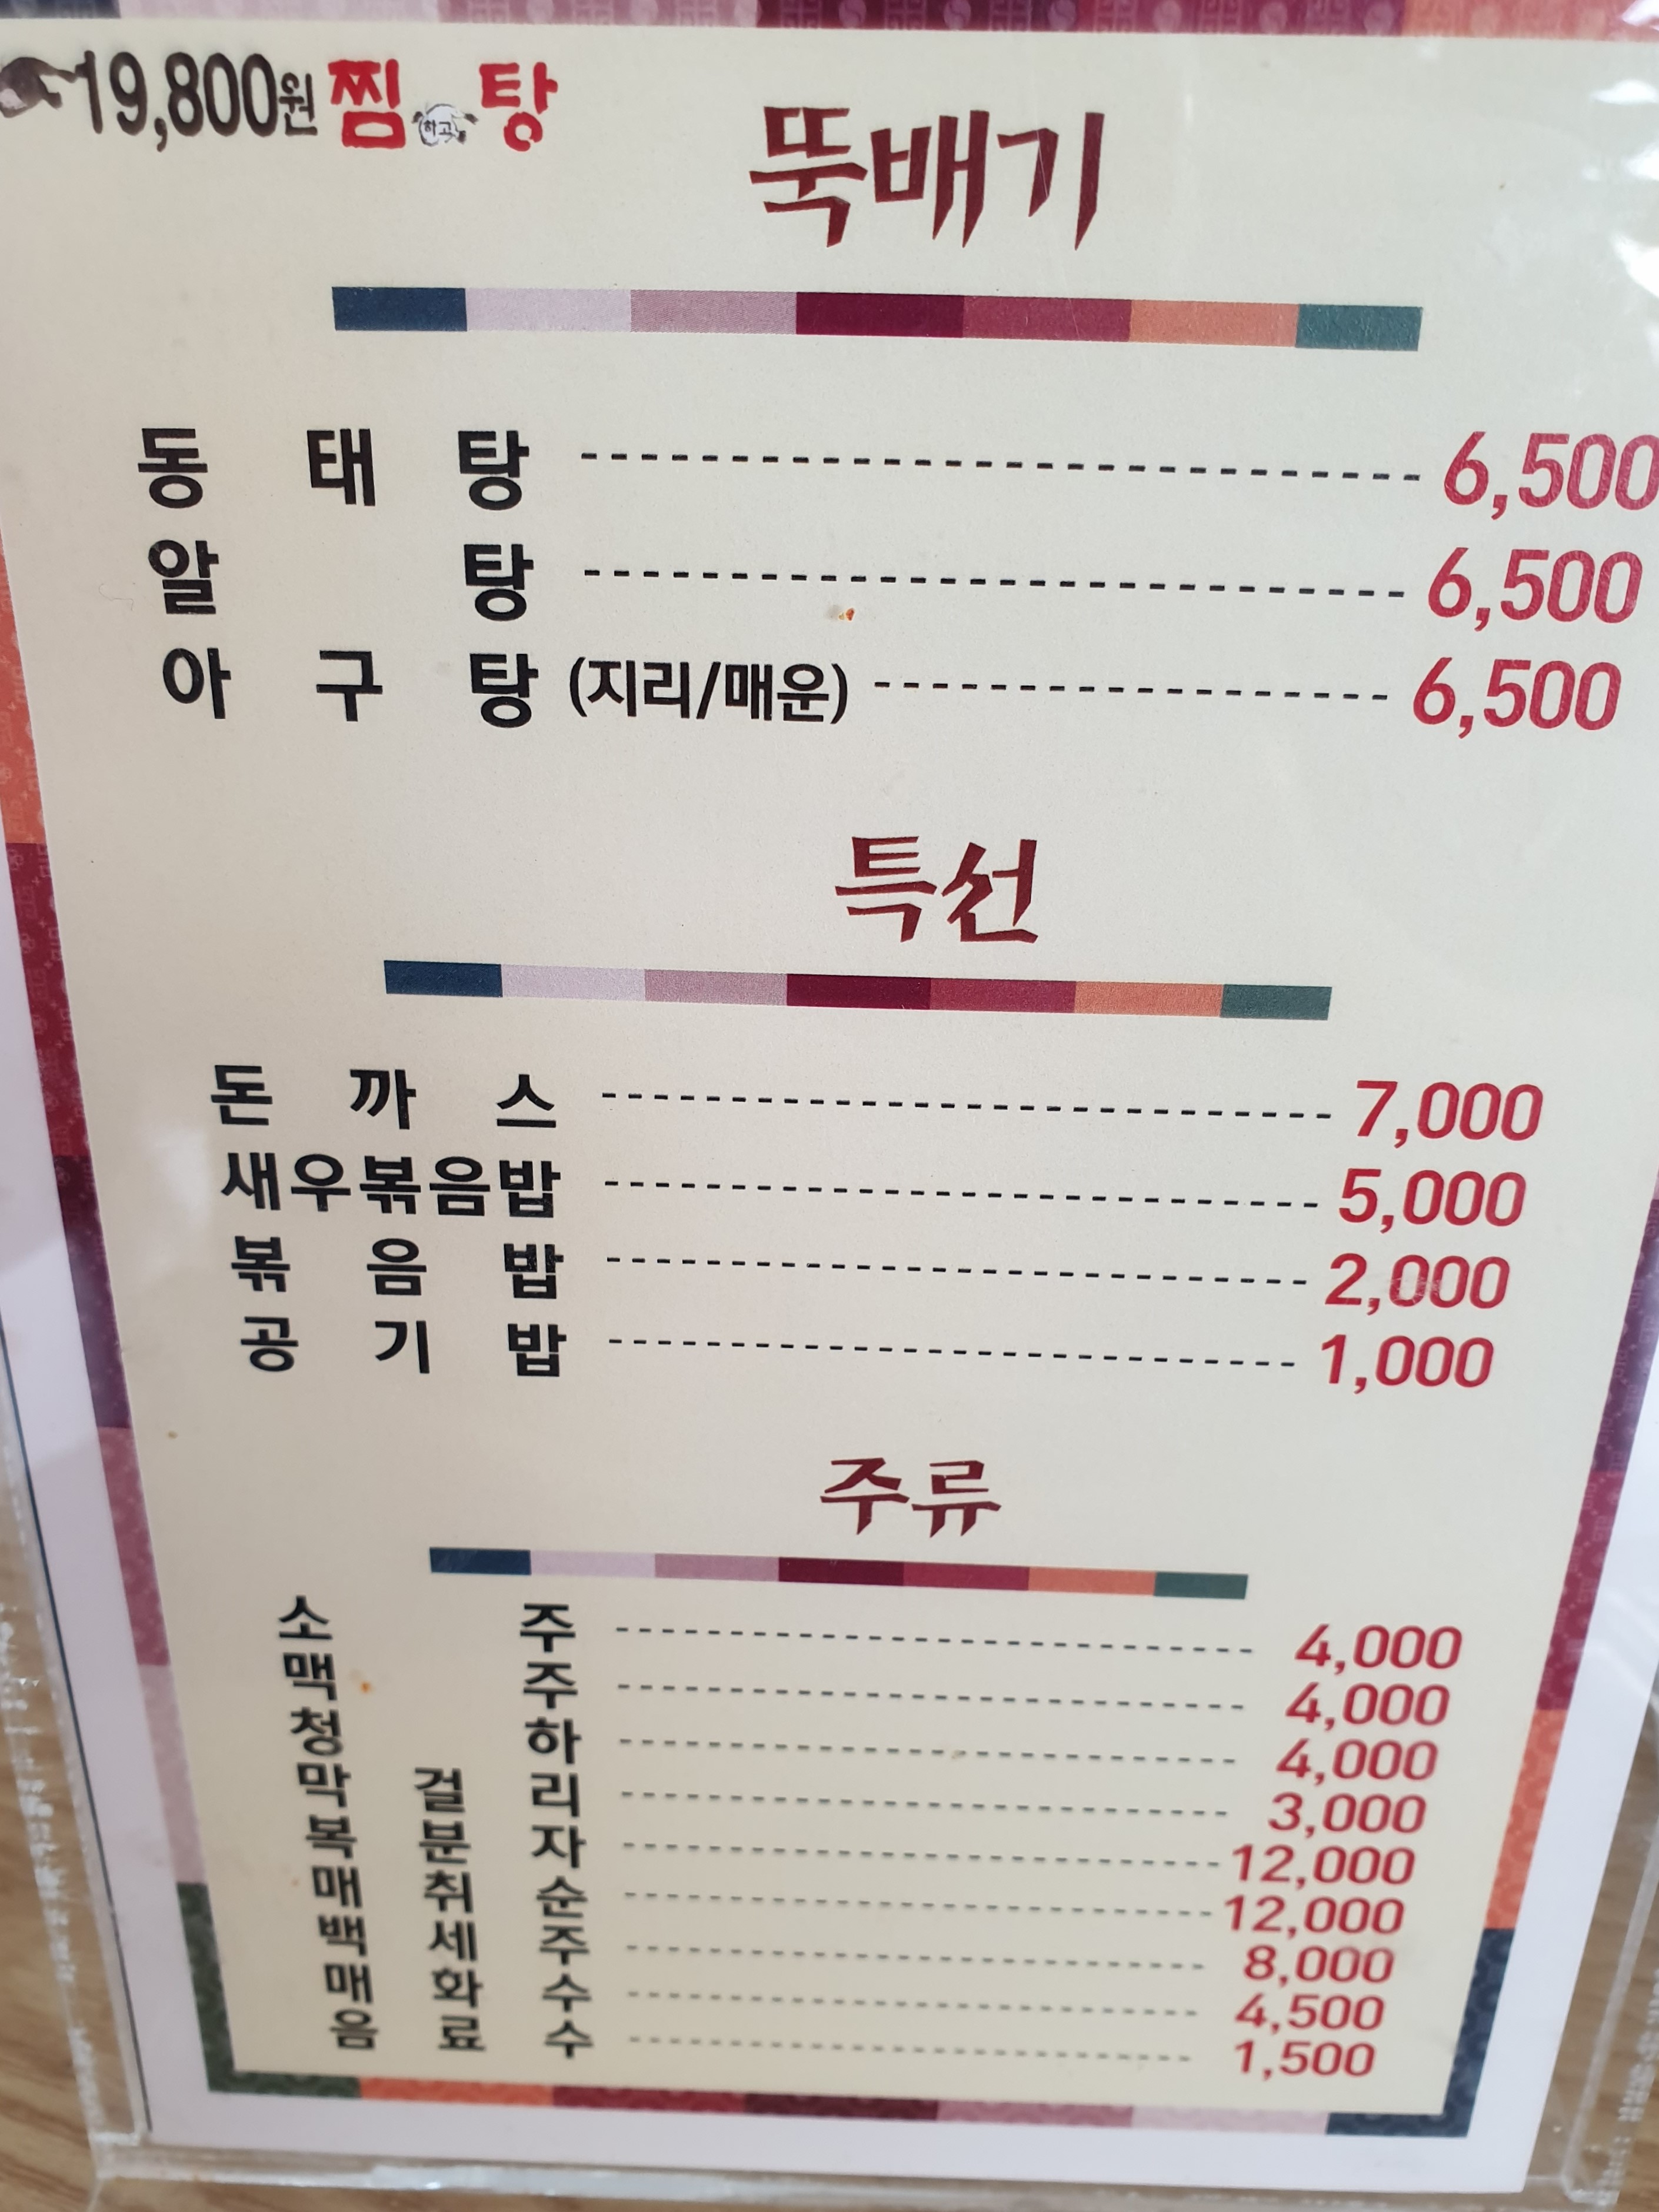 19,800원 찜 하고 탕
뚝배기
동태탕 6,500
알탕 6,500
아구탕 (지리/매운) 6,500
특선
돈까스 7,000
새우볶음밥 5,000
볶음밥 2,000
공기밥 1,000
주류
소주 4,000
맥주 4,000
청하 4,000
막걸리 3,000
복분자 12,000
매취순 12,000
백세주 8,000
매화수 4,500
음료수 1,500